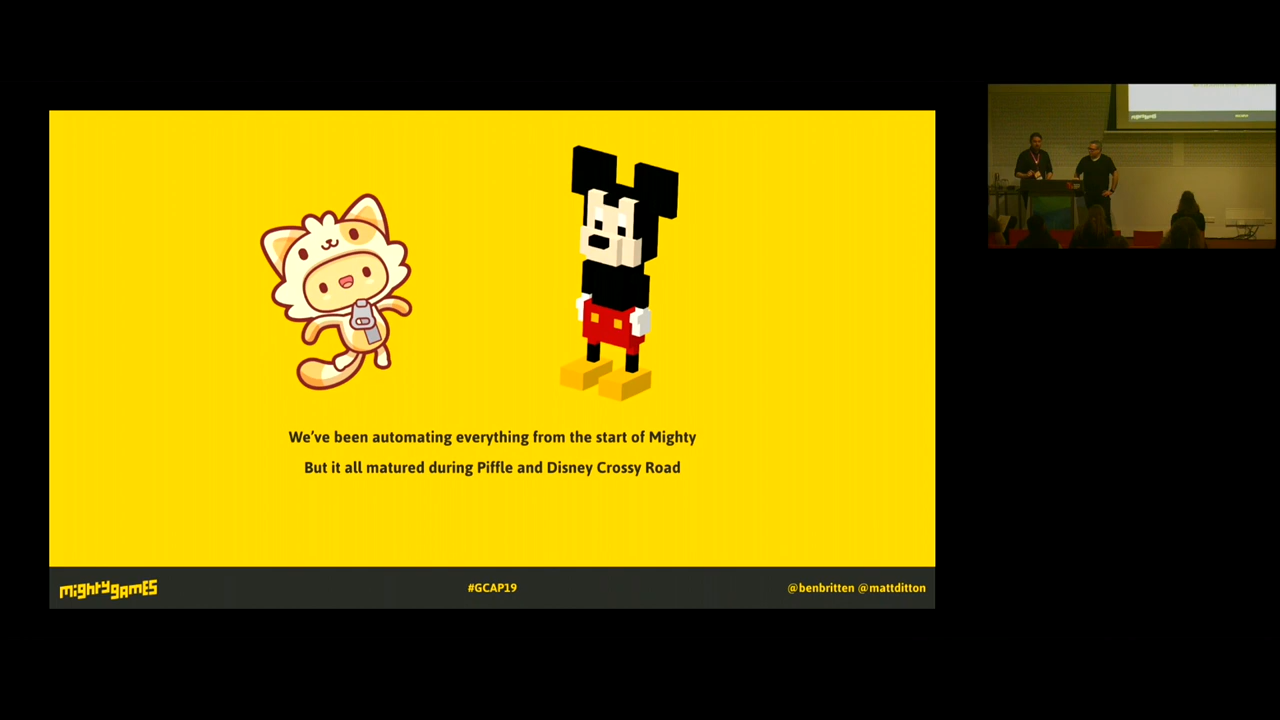 We've been automating everything from the start of Mighty
But it all matured during Piffle and Disney Crossy Road
mightygames
#GCAP19
@benbritten @mattditton